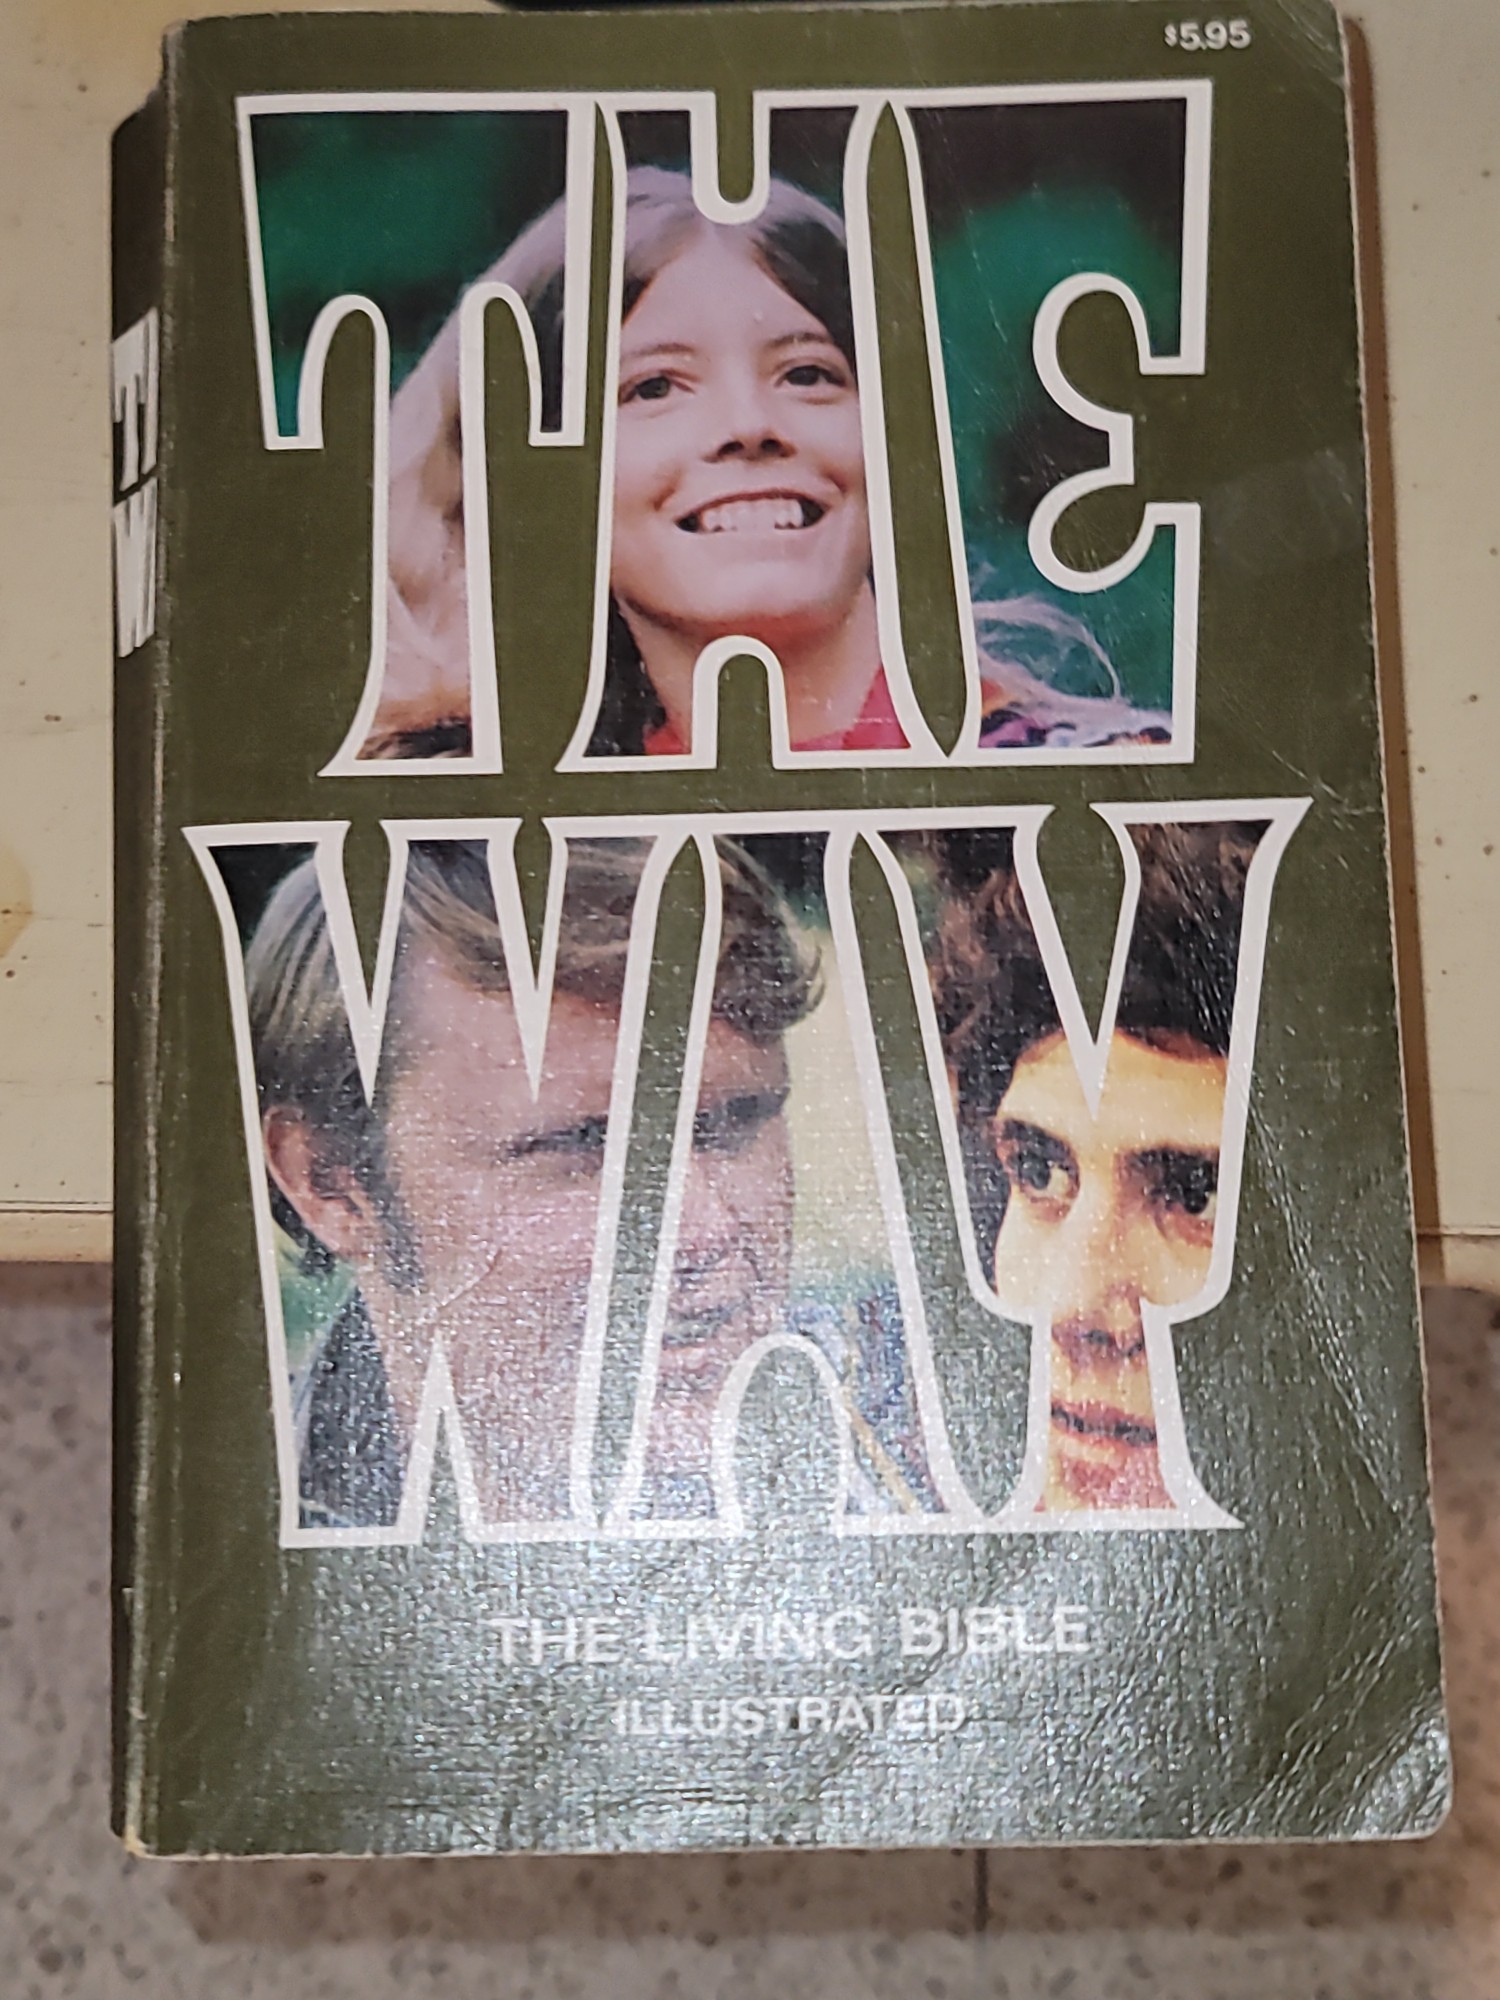 $5.95
THE
WAY
THE LIVING BIBLE
ILLUSTRATED